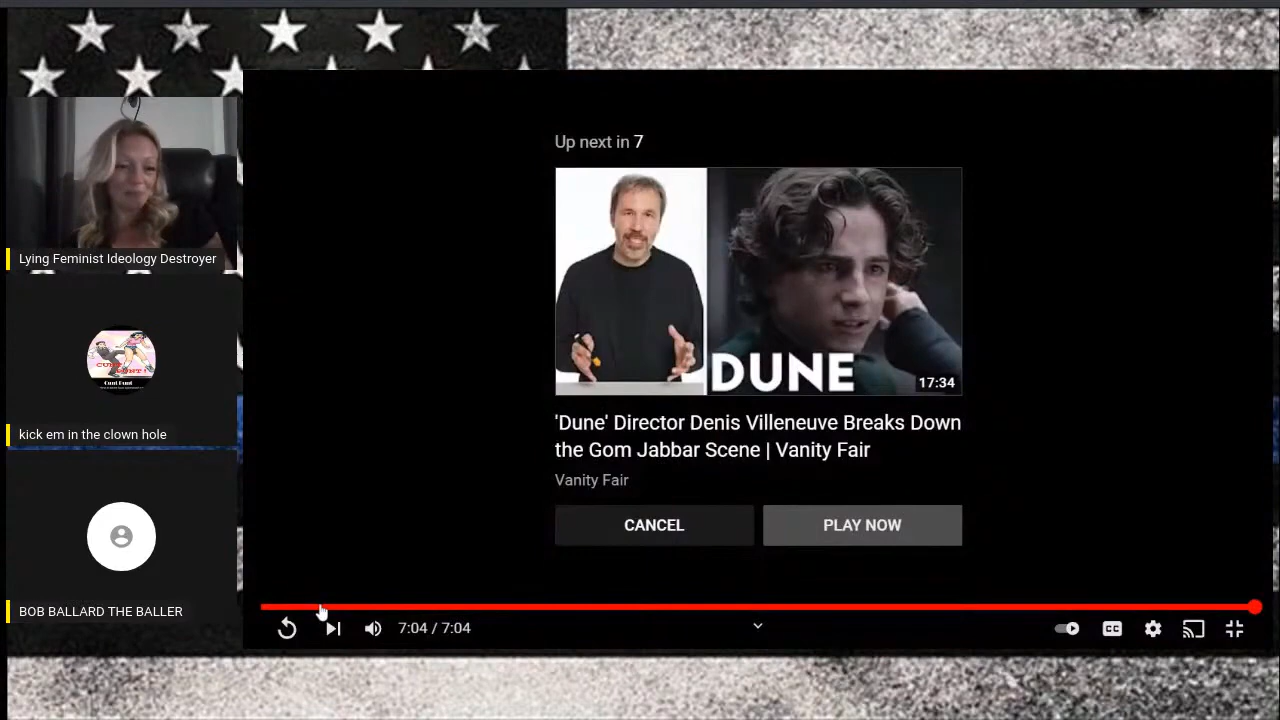 Up next in 7
DUNE
17:34
'Dune' Director Denis Villeneuve Breaks Down
the Gom Jabbar Scene | Vanity Fair
Vanity Fair
CANCEL
PLAY NOW
7:04 / 7:04
CC
Lying Feminist Ideology Destroyer
kick em in the clown hole
BOB BALLARD THE BALLER